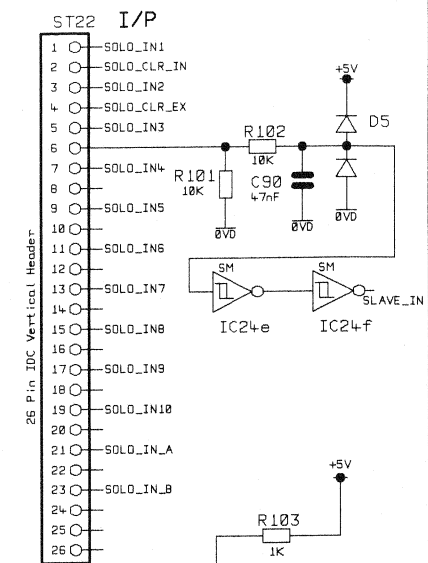 ST22 I/P
1 SOLO_IN1
2 SOLO_CLR_IN
3 SOLO_IN2
4 SOLO_CLR_EX
5 SOLO_IN3
6
7 SOLO_IN4
8
9 SOLO_IN5
10
11 SOLO_IN6
12
13 SOLO_IN7
14
15 SOLO_IN8
16
17 SOLO_IN9
18
19 SOLO_IN10
20
21 SOLO_IN_A
22
23 SOLO_IN_B
24
25
26
26 Pin IDC Vertical Header
+5V
D5
R102
10K
R101
10K
C90
47nF
0VD
0VD
0VD
SM
SM
IC24e
IC24f
SLAVE_IN
+5V
R103
1K